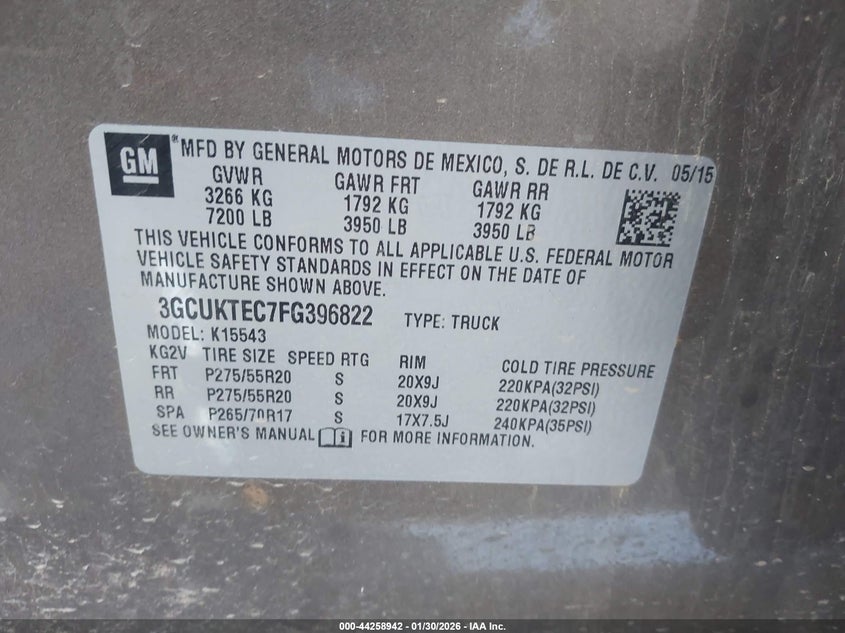 GM *MFD BY GENERAL MOTORS DE MEXICO, S. DE R.L. DE C.V. 05/15
GVWR GAWR FRT GAWR RR
3266 KG 1792 KG 1792 KG
7200 LB 3950 LB 3950 LB
THIS VEHICLE CONFORMS TO ALL APPLICABLE U.S. FEDERAL MOTOR
VEHICLE SAFETY STANDARDS IN EFFECT ON THE DATE OF
MANUFACTURE SHOWN ABOVE.
3GCUKTEC7FG396822 TYPE: TRUCK
MODEL: K15543
KG2V TIRE SIZE SPEED RTG RIM COLD TIRE PRESSURE
FRT P275/55R20 S 20X9J 220KPA(32PSI)
RR P275/55R20 S 20X9J 220KPA(32PSI)
SPA P265/70R17 S 17X7.5J 240KPA(35PSI)
SEE OWNER'S MANUAL FOR MORE INFORMATION.
000-44258942 - 01/30/2026 - IAA Inc.